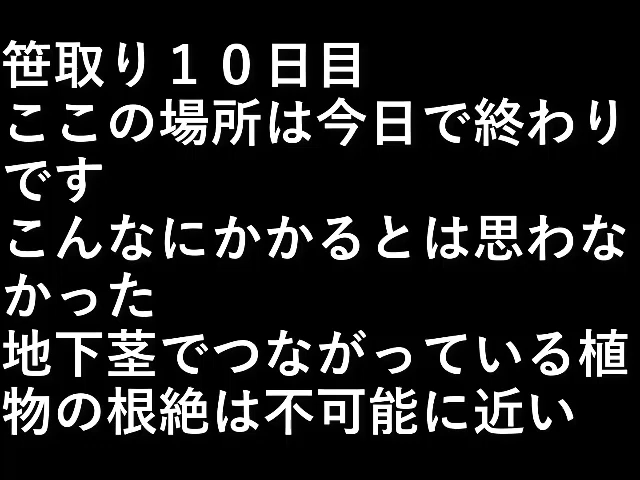 笹取り１０日目
ここの場所は今日で終わり
です
こんなにかかるとは思わな
かった
地下茎でつながっている植
物の根絶は不可能に近い